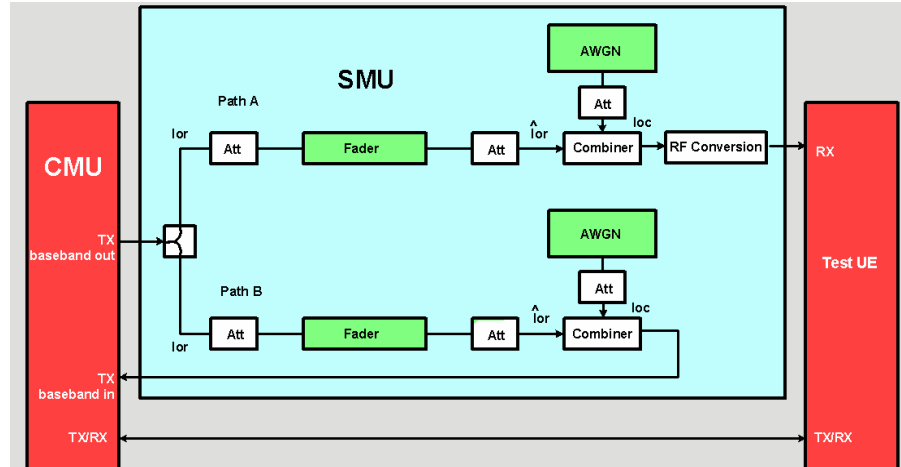 AWGN
SMU
Att
Path A
Ior
^
Ior
Ioc
Att
Fader
Att
Combiner
RF Conversion
CMU
RX
TX
baseband out
AWGN
Test UE
Path B
Att
^
Ior
Ioc
Att
Fader
Att
Combiner
Ior
TX
baseband in
TX/RX
TX/RX